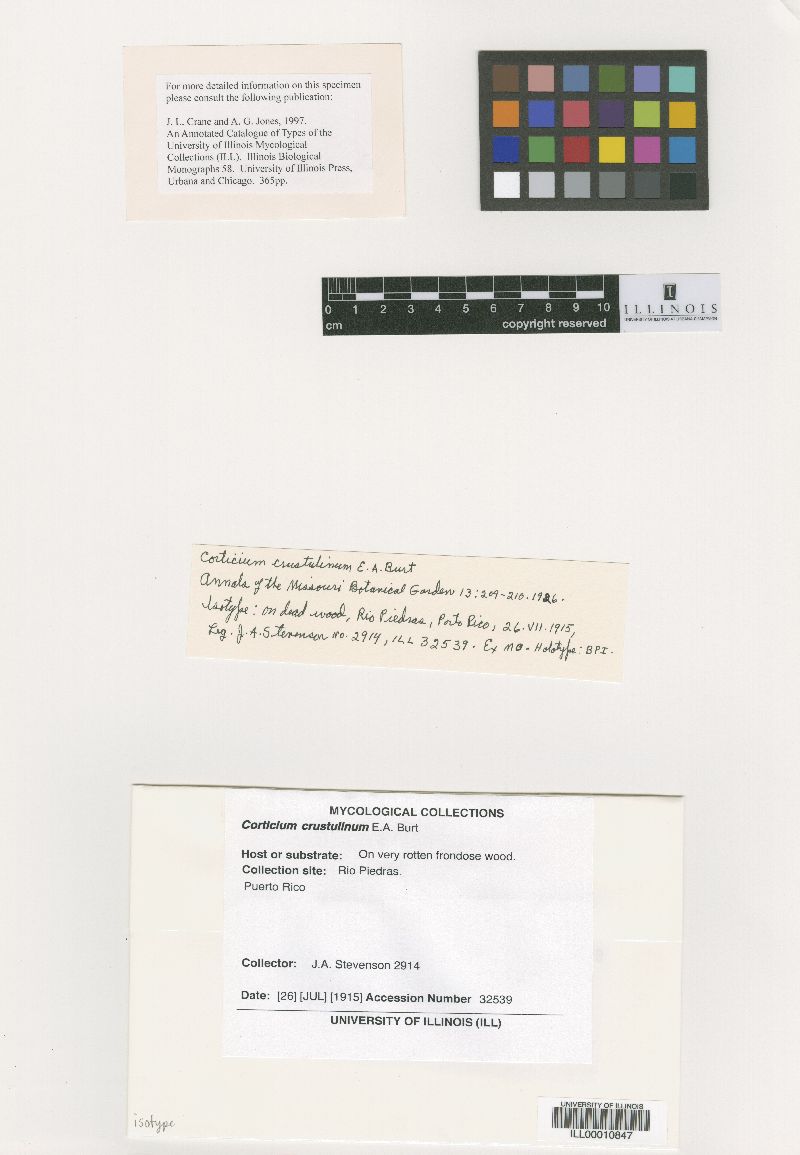 For more detailed information on this specimen
please consult the following publication:
J. L. Crane and A. G. Jones, 1997.
An Annotated Catalogue of Types of the
University of Illinois Mycological
Collections (ILL). Illinois Biological
Monographs 58. University of Illinois Press,
Urbana and Chicago. 365pp.
0 1 2 3 4 5 6 7 8 9 10
cm copyright reserved
I
ILLINOIS
UNIVERSITY OF ILLINOIS AT URBANA-CHAMPAIGN
Corticium crustulinum E. A. Burt
Annals of the Missouri Botanical Garden 13: 209-210. 1926.
Isotype: on dead wood, Rio Piedras, Porto Rico, 26. VII. 1915,
Leg. J. A. Stevenson no. 2914, ILL 32539. Ex MO. Holotype: BPI.
MYCOLOGICAL COLLECTIONS
Corticium crustulinum E.A. Burt
Host or substrate: On very rotten frondose wood.
Collection site: Rio Piedras.
Puerto Rico
Collector: J.A. Stevenson 2914
Date: [26] [JUL] [1915] Accession Number 32539
UNIVERSITY OF ILLINOIS (ILL)
isotype
UNIVERSITY OF ILLINOIS
ILL00010847